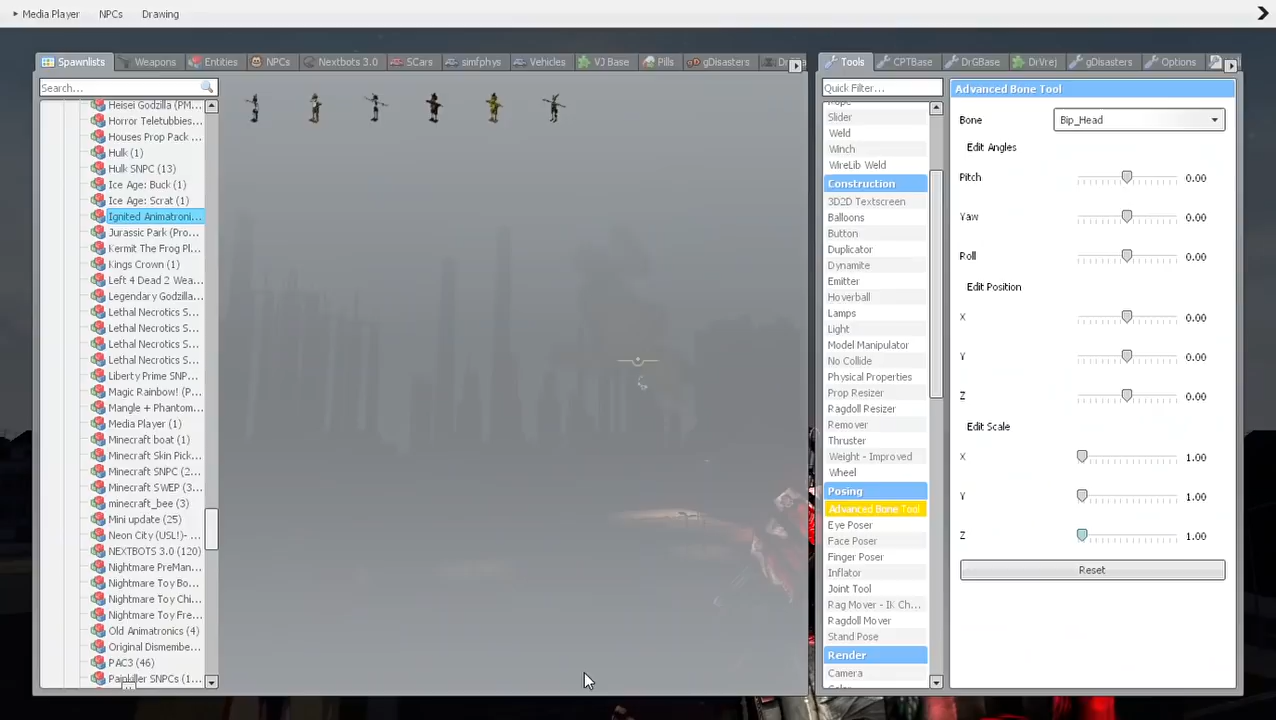 Media Player
NPCs
Drawing
Spawnlists
Weapons
Entities
NPCs
Nextbots 3.0
SCars
simfphys
Vehicles
VJ Base
Pills
gDisasters
Search...
Heisei Godzilla (PM...
Horror Teletubbies...
Houses Prop Pack ...
Hulk (1)
Hulk SNPC (13)
Ice Age: Buck (1)
Ice Age: Scrat (1)
Ignited Animatroni...
Jurassic Park (Pro...
Kermit The Frog Pl...
Kings Crown (1)
Left 4 Dead 2 Wea...
Legendary Godzilla...
Lethal Necrotics S...
Lethal Necrotics S...
Lethal Necrotics S...
Lethal Necrotics S...
Liberty Prime SNP...
Magic Rainbow! (P...
Mangle + Phantom...
Media Player (1)
Minecraft boat (1)
Minecraft Skin Pick...
Minecraft SNPC (2...
Minecraft SWEP (3...
minecraft_bee (3)
Mini update (25)
Neon City (USL!)- ...
NEXTBOTS 3.0 (120)
Nightmare PreMan...
Nightmare Toy Bo...
Nightmare Toy Chi...
Nightmare Toy Fre...
Old Animatronics (4)
Original Dismembe...
PAC3 (46)
Painkiller SNPCs (1...
Tools
CPTBase
DrGBase
DrVrej
gDisasters
Options
Quick Filter...
Rope
Slider
Weld
Winch
WireLib Weld
Construction
3D2D Textscreen
Balloons
Button
Duplicator
Dynamite
Emitter
Hoverball
Lamps
Light
Model Manipulator
No Collide
Physical Properties
Prop Resizer
Ragdoll Resizer
Remover
Thruster
Weight - Improved
Wheel
Posing
Advanced Bone Tool
Eye Poser
Face Poser
Finger Poser
Inflator
Joint Tool
Rag Mover - IK Ch...
Ragdoll Mover
Stand Pose
Render
Camera
Color
Advanced Bone Tool
Bone
Bip_Head
Edit Angles
Pitch 0.00
Yaw 0.00
Roll 0.00
Edit Position
X 0.00
Y 0.00
Z 0.00
Edit Scale
X 1.00
Y 1.00
Z 1.00
Reset